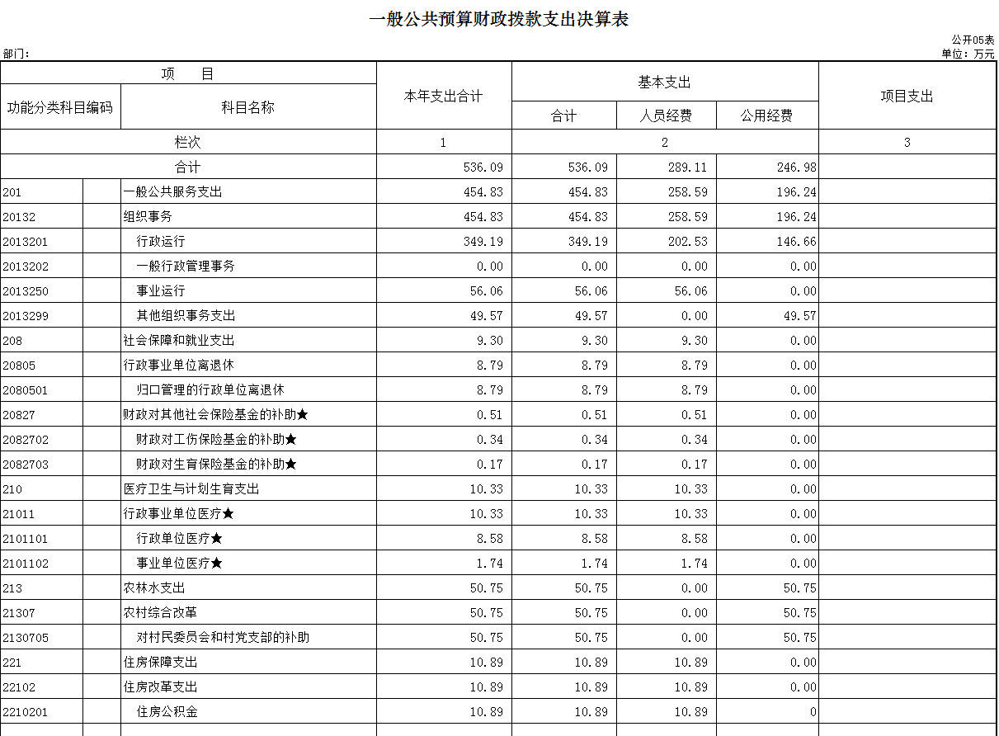 一般公共预算财政拨款支出决算表
公开05表
部门:
单位：万元
项 目
本年支出合计
基本支出
项目支出
功能分类科目编码
科目名称
合计 人员经费 公用经费
栏次 1 2 3
合计 536.09 536.09 289.11 246.98
201 一般公共服务支出 454.83 454.83 258.59 196.24
20132 组织事务 454.83 454.83 258.59 196.24
2013201 行政运行 349.19 349.19 202.53 146.66
2013202 一般行政管理事务 0.00 0.00 0.00 0.00
2013250 事业运行 56.06 56.06 56.06 0.00
2013299 其他组织事务支出 49.57 49.57 0.00 49.57
208 社会保障和就业支出 9.30 9.30 9.30 0.00
20805 行政事业单位离退休 8.79 8.79 8.79 0.00
2080501 归口管理的行政单位离退休 8.79 8.79 8.79 0.00
20827 财政对其他社会保险基金的补助★ 0.51 0.51 0.51 0.00
2082702 财政对工伤保险基金的补助★ 0.34 0.34 0.34 0.00
2082703 财政对生育保险基金的补助★ 0.17 0.17 0.17 0.00
210 医疗卫生与计划生育支出 10.33 10.33 10.33 0.00
21011 行政事业单位医疗★ 10.33 10.33 10.33 0.00
2101101 行政单位医疗★ 8.58 8.58 8.58 0.00
2101102 事业单位医疗★ 1.74 1.74 1.74 0.00
213 农林水支出 50.75 50.75 0.00 50.75
21307 农村综合改革 50.75 50.75 0.00 50.75
2130705 对村民委员会和村党支部的补助 50.75 50.75 0.00 50.75
221 住房保障支出 10.89 10.89 10.89 0.00
22102 住房改革支出 10.89 10.89 10.89 0.00
2210201 住房公积金 10.89 10.89 10.89 0